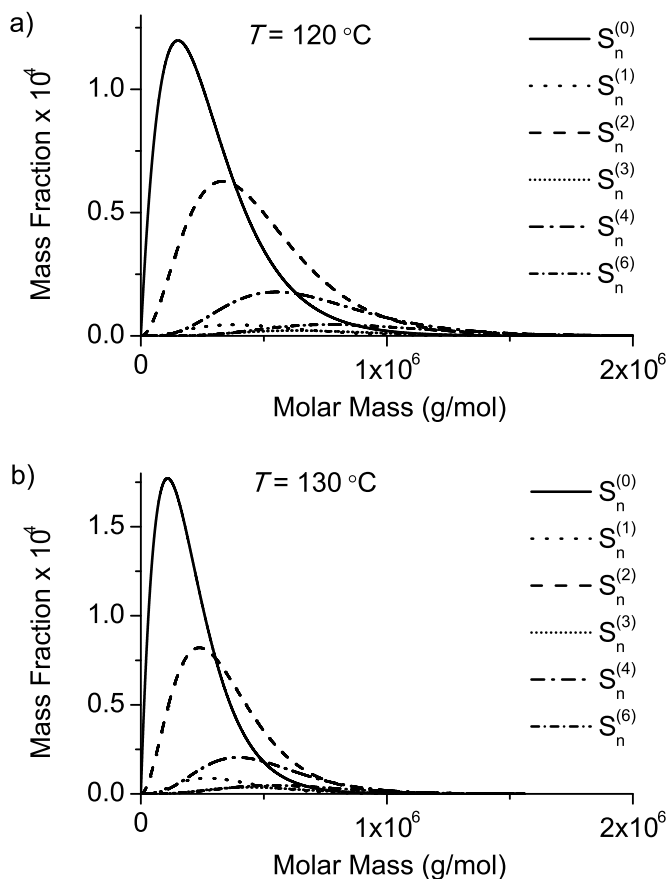 a)
T = 120 °C
S_n^(0)
S_n^(1)
S_n^(2)
S_n^(3)
S_n^(4)
S_n^(6)
1.0
0.5
0.0
Mass Fraction x 10^4
0 1x10^6 2x10^6
Molar Mass (g/mol)
b)
T = 130 °C
S_n^(0)
S_n^(1)
S_n^(2)
S_n^(3)
S_n^(4)
S_n^(6)
1.5
1.0
0.5
0.0
Mass Fraction x 10^4
0 1x10^6 2x10^6
Molar Mass (g/mol)